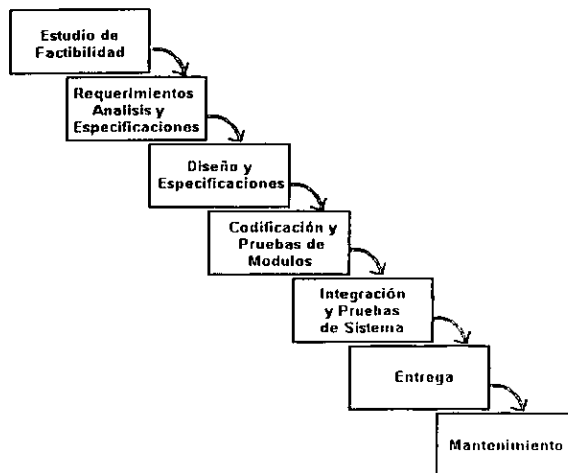 Estudio de
Factibilidad
Requerimientos
Analisis y
Especificaciones
Diseño y
Especificaciones
Codificación y
Pruebas de
Modulos
Integración
y Pruebas
de Sistema
Entrega
Mantenimiento